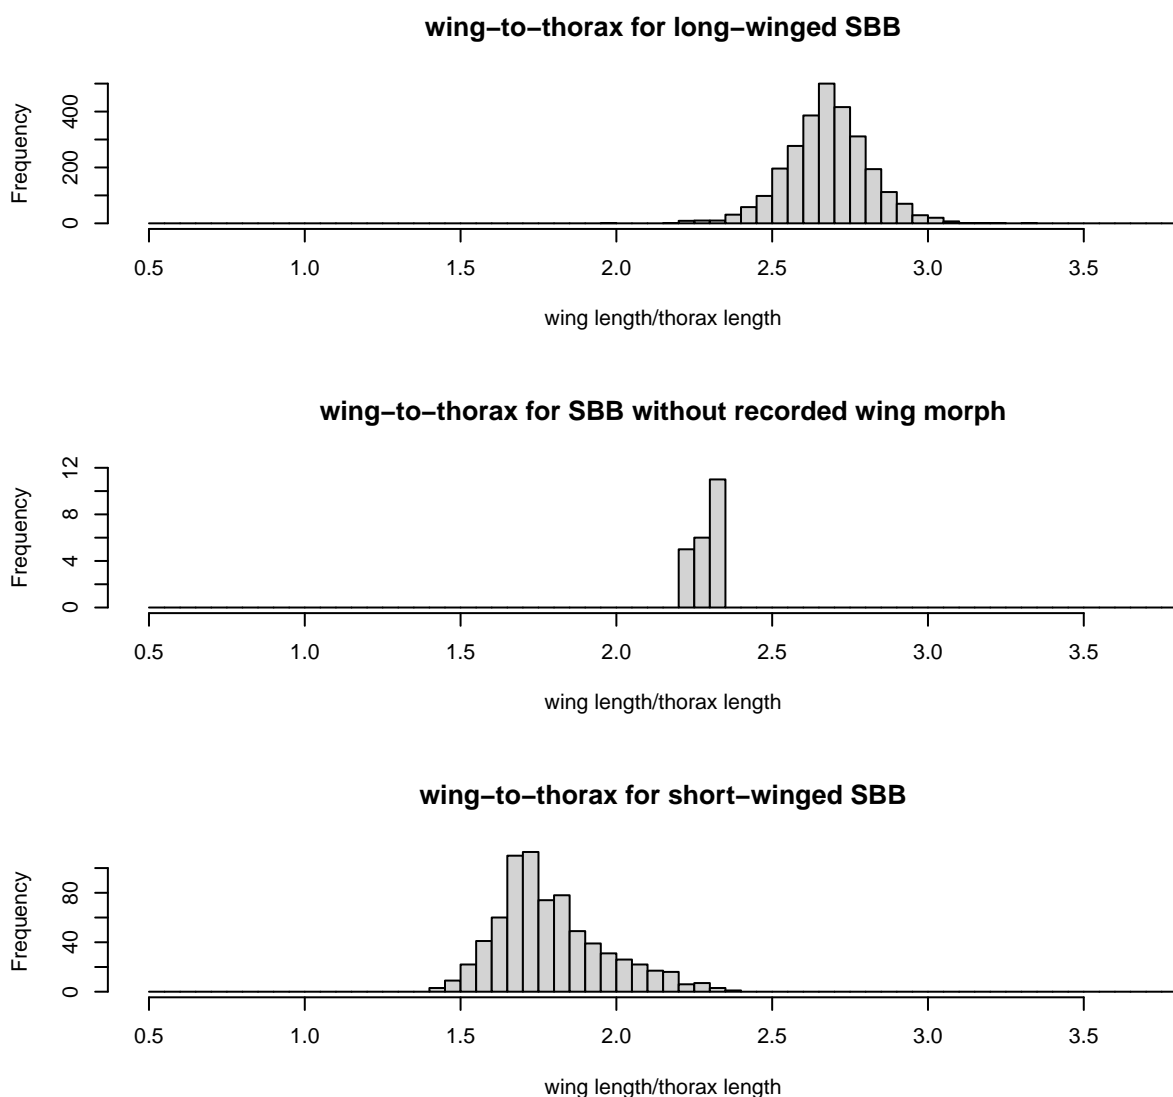 wing−to−thorax for long−winged SBB
Frequency
0 200 400
0.5 1.0 1.5 2.0 2.5 3.0 3.5
wing length/thorax length
wing−to−thorax for SBB without recorded wing morph
Frequency
0 4 8 12
0.5 1.0 1.5 2.0 2.5 3.0 3.5
wing length/thorax length
wing−to−thorax for short−winged SBB
Frequency
0 40 80
0.5 1.0 1.5 2.0 2.5 3.0 3.5
wing length/thorax length